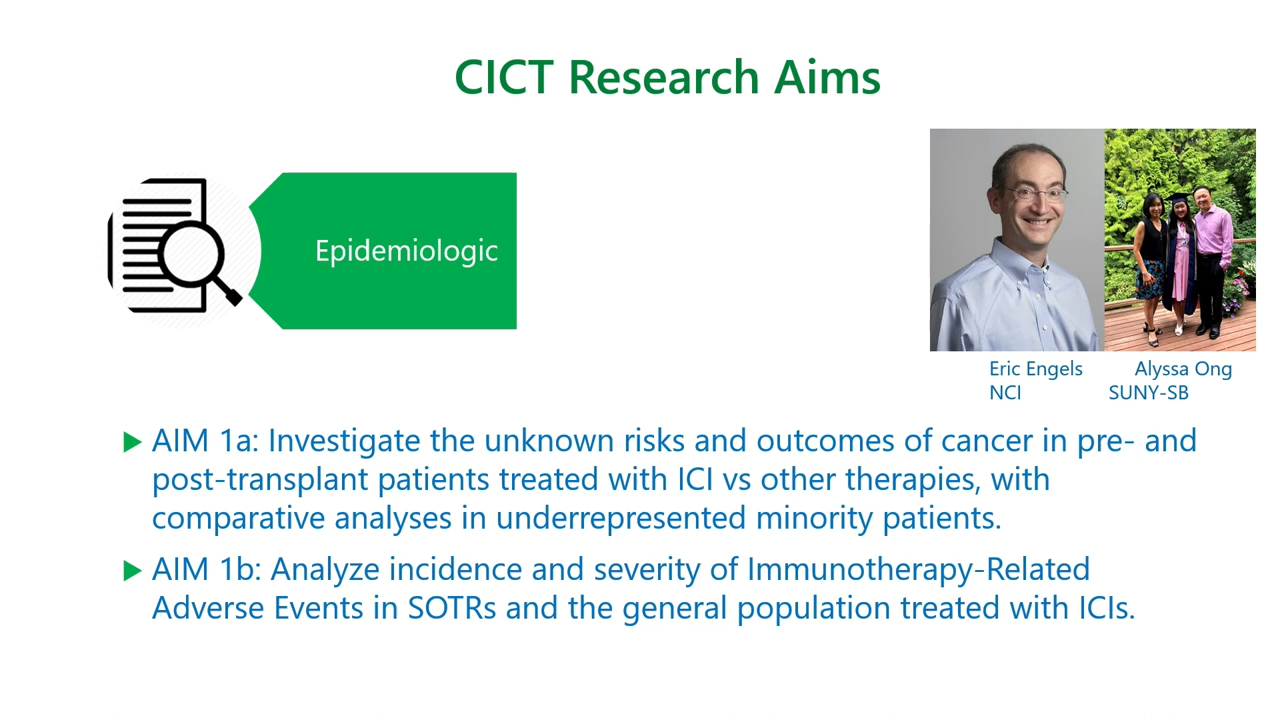 CICT Research Aims
Epidemiologic
Eric Engels Alyssa Ong
NCI SUNY-SB
AIM 1a: Investigate the unknown risks and outcomes of cancer in pre- and
post-transplant patients treated with ICI vs other therapies, with
comparative analyses in underrepresented minority patients.
AIM 1b: Analyze incidence and severity of Immunotherapy-Related
Adverse Events in SOTRs and the general population treated with ICIs.